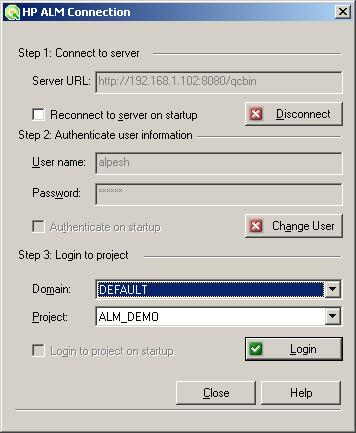 HP ALM Connection
Step 1: Connect to server
Server URL: http://192.168.1.102:8080/qcbin
Reconnect to server on startup Disconnect
Step 2: Authenticate user information
User name: alpesh
Password: ××××××
Authenticate on startup Change User
Step 3: Login to project
Domain: DEFAULT
Project: ALM_DEMO
Login to project on startup Login
Close Help